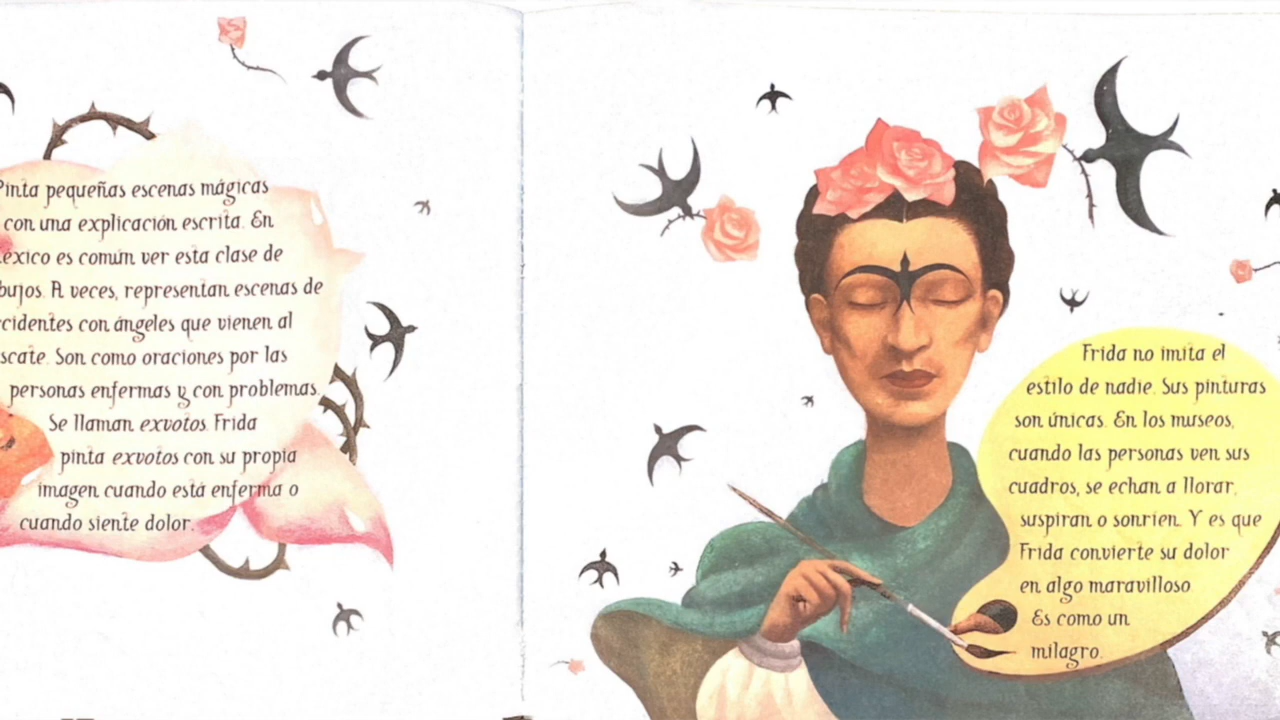 Pinta pequeñas escenas mágicas
con una explicación escrita. En
éxico es común ver esta clase de
bujos. A veces, representan escenas de
cidentes con ángeles que vienen al
scate. Son como oraciones por las
personas enfermas y con problemas.
Se llaman exvotos. Frida
pinta exvotos con su propia
imagen cuando está enferma o
cuando siente dolor.
Frida no imita el
estilo de nadie. Sus pinturas
son únicas. En los museos,
cuando las personas ven sus
cuadros, se echan a llorar,
suspiran o sonríen. Y es que
Frida convierte su dolor
en algo maravilloso.
Es como un
milagro.